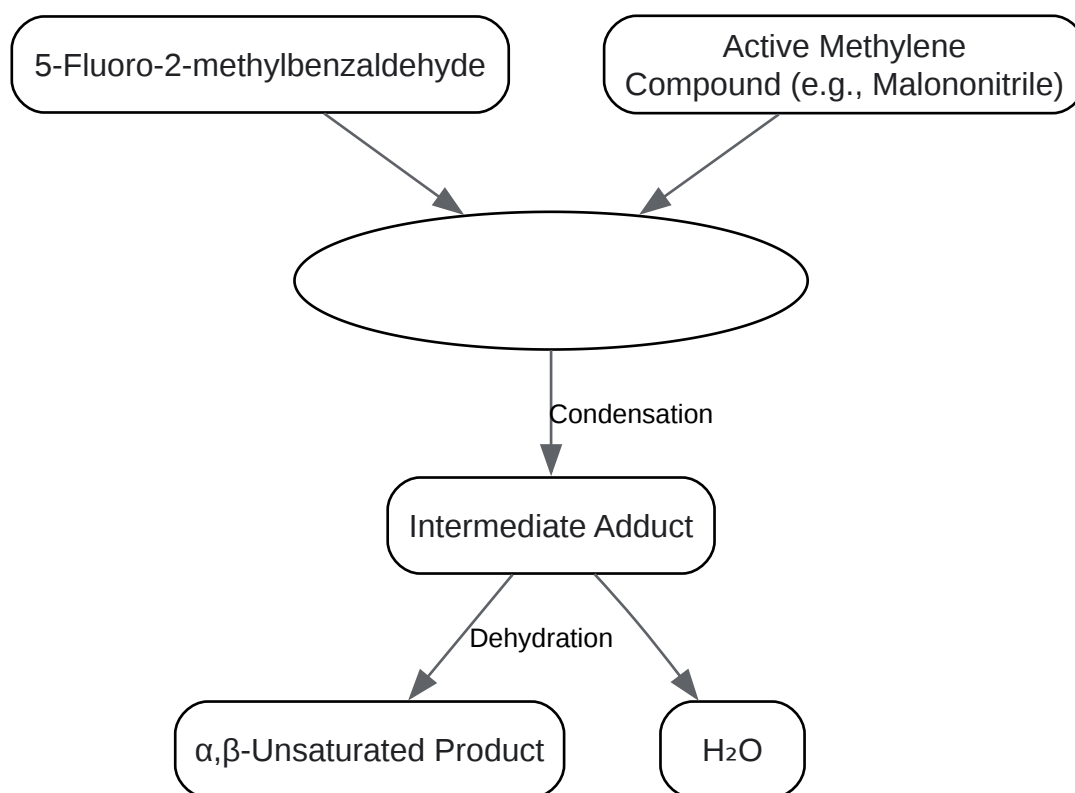 5-Fluoro-2-methylbenzaldehyde
Active Methylene
Compound (e.g., Malononitrile)
Condensation
Intermediate Adduct
Dehydration
α,β-Unsaturated Product
H₂O